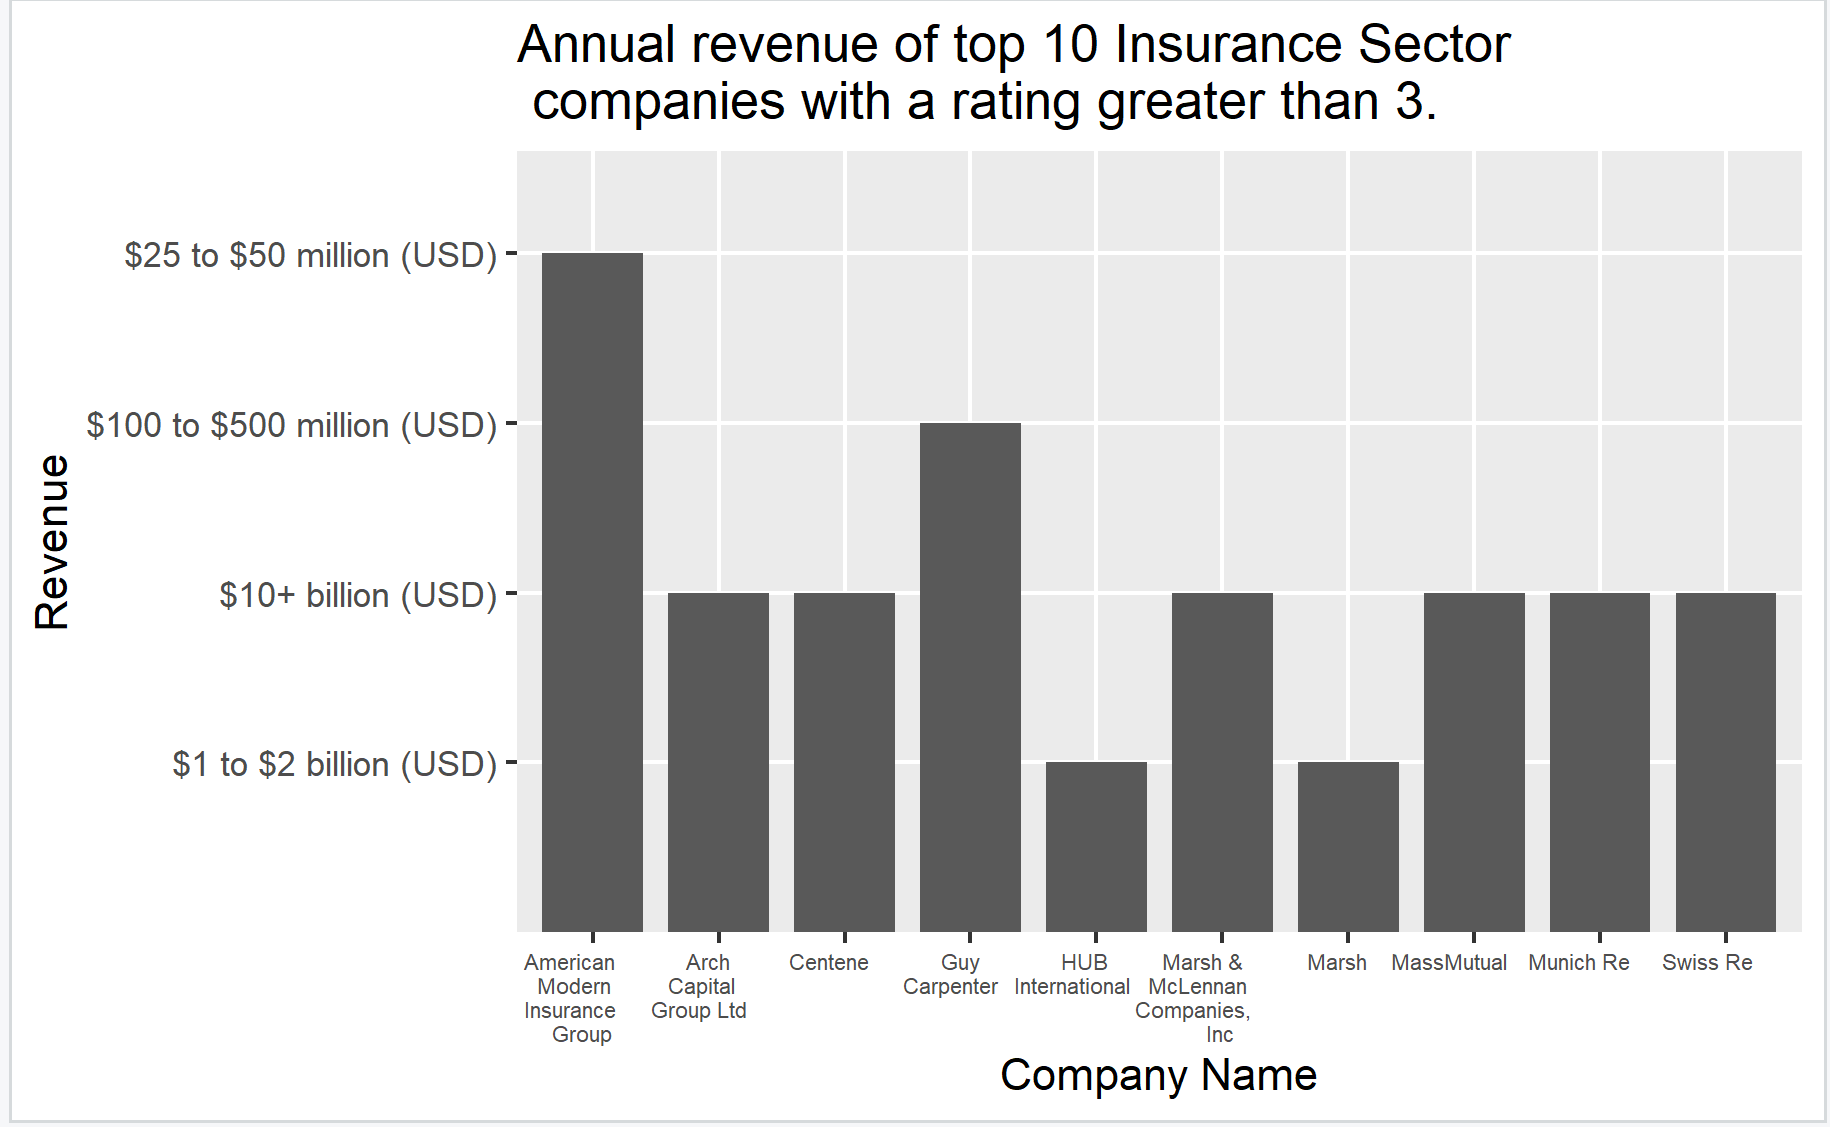 Annual revenue of top 10 Insurance Sector
companies with a rating greater than 3.
Revenue
$25 to $50 million (USD)
$100 to $500 million (USD)
$10+ billion (USD)
$1 to $2 billion (USD)
American
Modern
Insurance
Group
Arch
Capital
Group Ltd
Centene
Guy
Carpenter
HUB
International
Marsh &
McLennan
Companies,
Inc
Marsh
MassMutual
Munich Re
Swiss Re
Company Name